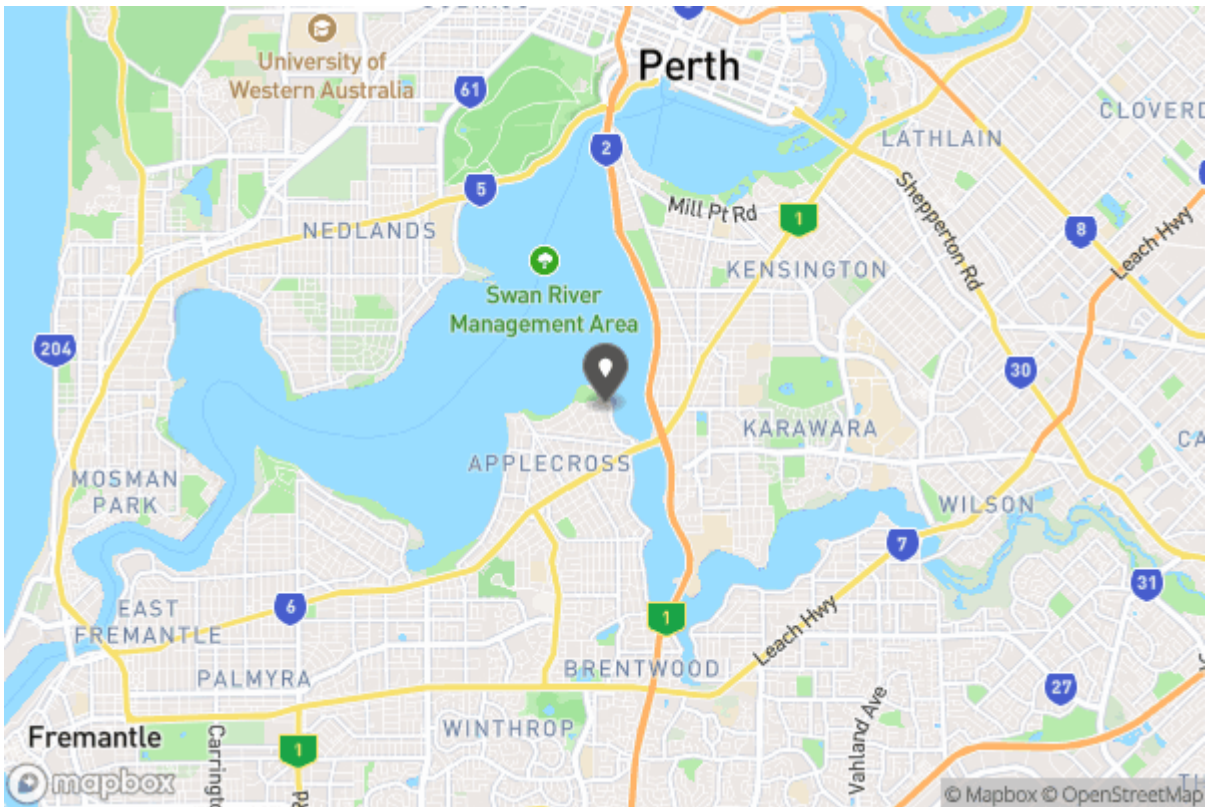 University of
Western Australia
61
Perth
CLOVERD
LATHLAIN
2
5
Mill Pt Rd
1
Shepperton Rd
8
Leach Hwy
NEDLANDS
KENSINGTON
Swan River
Management Area
204
30
KARAWARA
APPLECROSS
MOSMAN
PARK
WILSON
7
31
6
EAST
FREMANTLE
1
Leach Hwy
BRENTWOOD
PALMYRA
27
WINTHROP
Vahland Ave
Fremantle
Carrington
1
mapbox
© Mapbox © OpenStreetMap